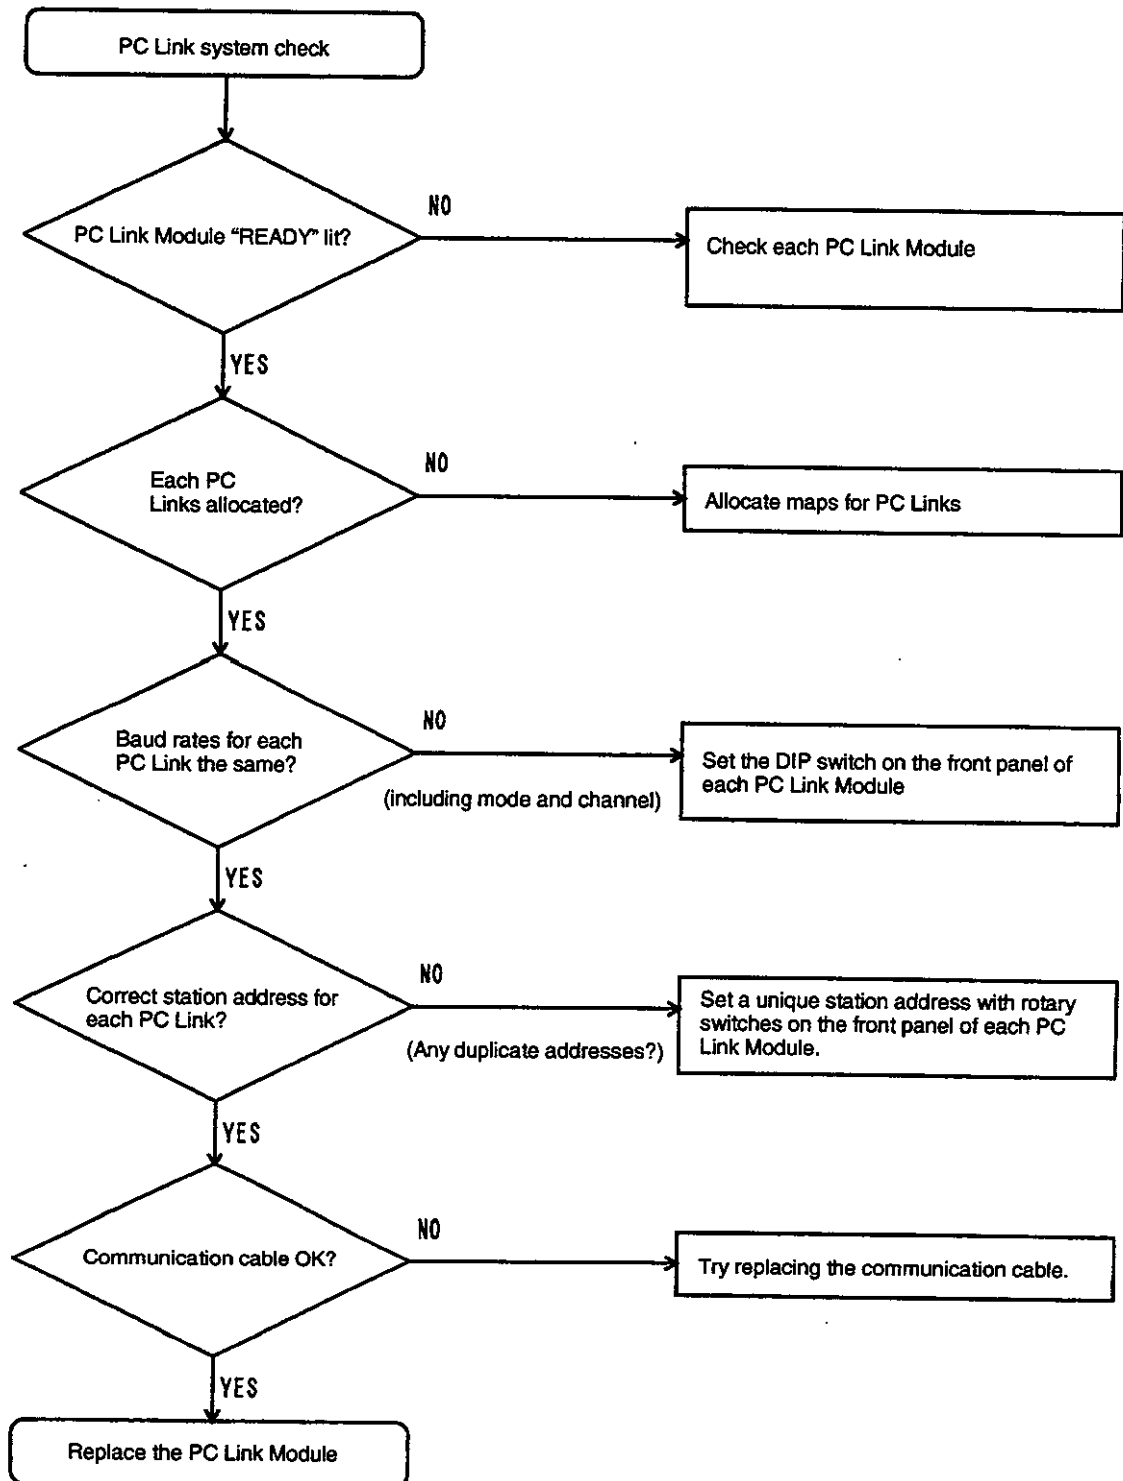 PC Link system check
NO
PC Link Module “READY” lit?
Check each PC Link Module
YES
Each PC
Links allocated?
NO
Allocate maps for PC Links
YES
Baud rates for each
PC Link the same?
NO
(including mode and channel)
Set the DIP switch on the front panel of
each PC Link Module
YES
Correct station address for
each PC Link?
NO
(Any duplicate addresses?)
Set a unique station address with rotary
switches on the front panel of each PC
Link Module.
YES
Communication cable OK?
NO
Try replacing the communication cable.
YES
Replace the PC Link Module